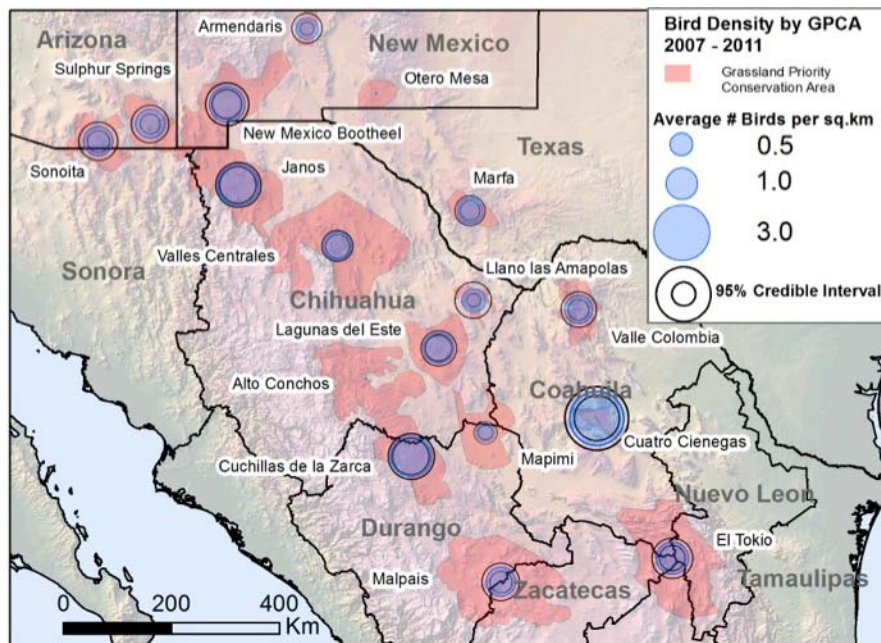 Armendaris
Arizona
New Mexico
Sulphur Springs
Otero Mesa
New Mexico Bootheel
Texas
Sonoita
Janos
Marfa
Valles Centrales
Llano las Amapolas
Sonora
Chihuahua
Lagunas del Este
Valle Colombia
Alto Conchos
Coahuila
Cuatro Cienegas
Cuchillas de la Zarca
Mapimi
Nuevo Leon
Durango
El Tokio
Malpais
Zacatecas
Tamaulipas
0 200 400
Km
Bird Density by GPCA
2007 - 2011
Grassland Priority
Conservation Area
Average # Birds per sq.km
0.5
1.0
3.0
95% Credible Interval